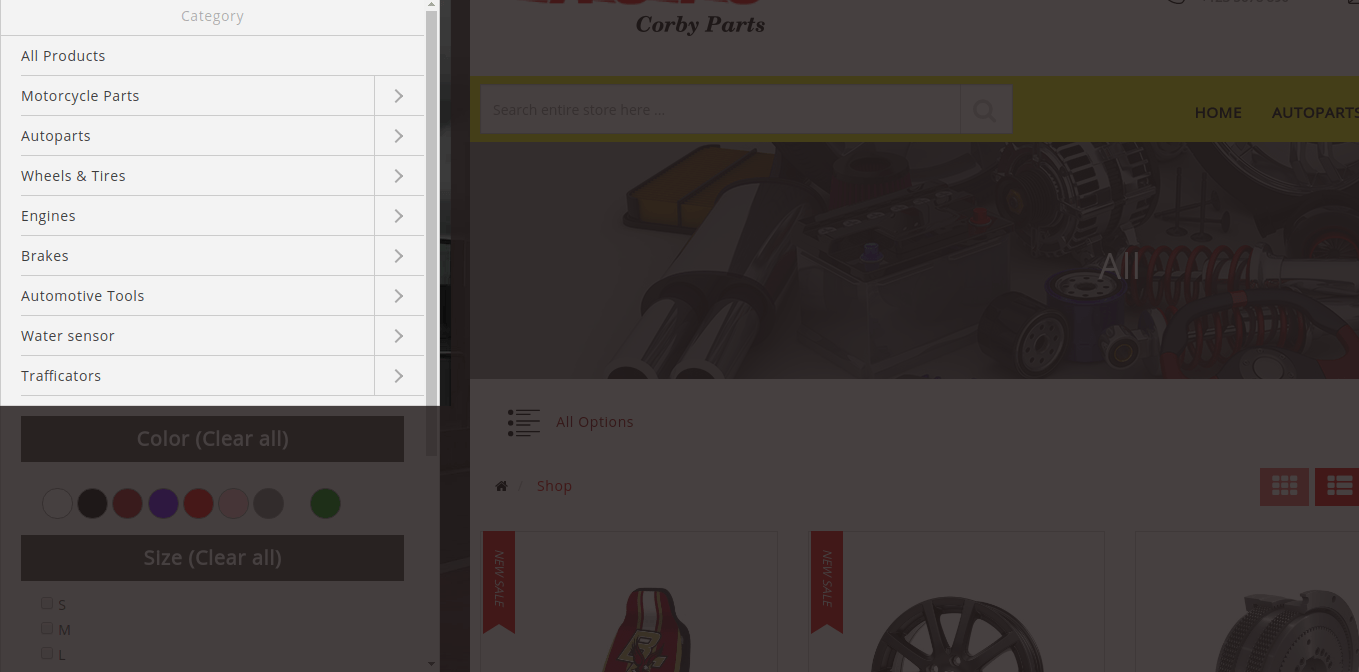 Category
All Products
Motorcycle Parts
Autoparts
Wheels & Tires
Engines
Brakes
Automotive Tools
Water sensor
Trafficators
Color (Clear all)
SIze (Clear all)
S
M
L
Corby Parts
Search entire store here ...
HOME
AUTOPARTS
All
All Options
/ Shop
NEW SALE
NEW SALE